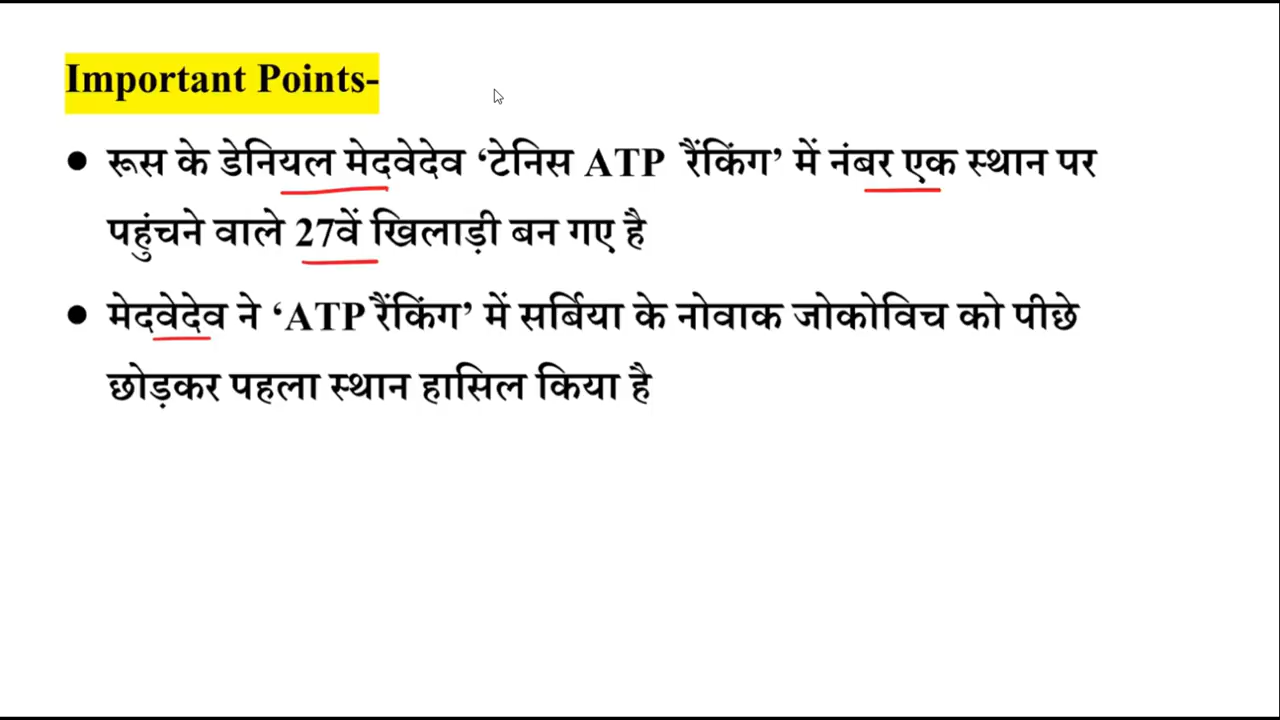 Important Points-
● रूस के डेनियल मेदवेदेव ‘टेनिस ATP रैंकिंग’ में नंबर एक स्थान पर
पहुंचने वाले 27वें खिलाड़ी बन गए है
● मेदवेदेव ने ‘ATP रैंकिंग’ में सर्बिया के नोवाक जोकोविच को पीछे
छोड़कर पहला स्थान हासिल किया है